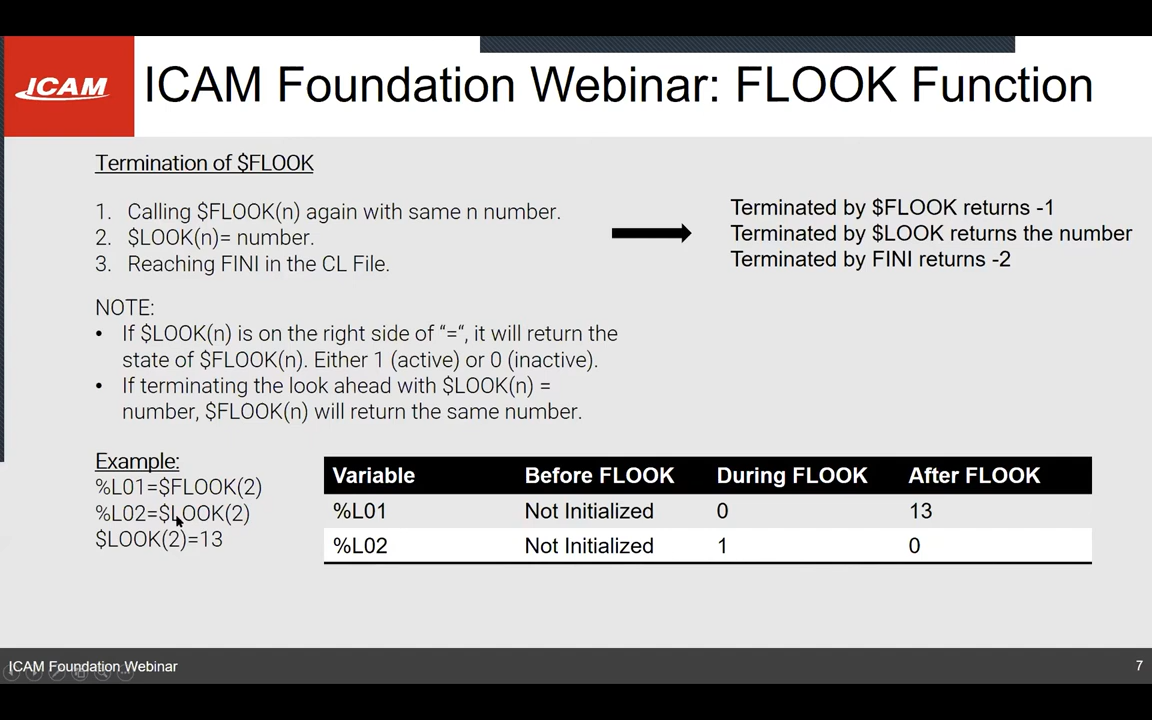 ICAM
ICAM Foundation Webinar: FLOOK Function
Termination of $FLOOK
1. Calling $FLOOK(n) again with same n number.
2. $LOOK(n)= number.
3. Reaching FINI in the CL File.
Terminated by $FLOOK returns -1
Terminated by $LOOK returns the number
Terminated by FINI returns -2
NOTE:
• If $LOOK(n) is on the right side of “=“, it will return the
state of $FLOOK(n). Either 1 (active) or 0 (inactive).
• If terminating the look ahead with $LOOK(n) =
number, $FLOOK(n) will return the same number.
Example:
%L01=$FLOOK(2)
%L02=$LOOK(2)
$LOOK(2)=13
Variable Before FLOOK During FLOOK After FLOOK
%L01 Not Initialized 0 13
%L02 Not Initialized 1 0
ICAM Foundation Webinar
7